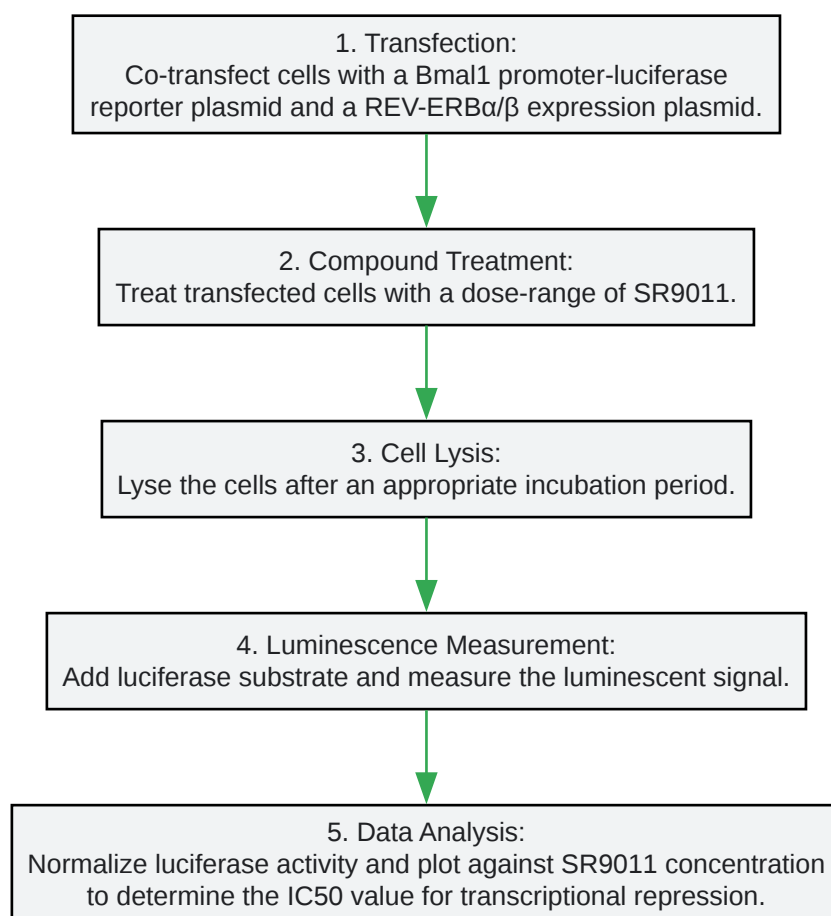 1. Transfection:
Co-transfect cells with a Bmal1 promoter-luciferase
reporter plasmid and a REV-ERBα/β expression plasmid.
2. Compound Treatment:
Treat transfected cells with a dose-range of SR9011.
3. Cell Lysis:
Lyse the cells after an appropriate incubation period.
4. Luminescence Measurement:
Add luciferase substrate and measure the luminescent signal.
5. Data Analysis:
Normalize luciferase activity and plot against SR9011 concentration
to determine the IC50 value for transcriptional repression.